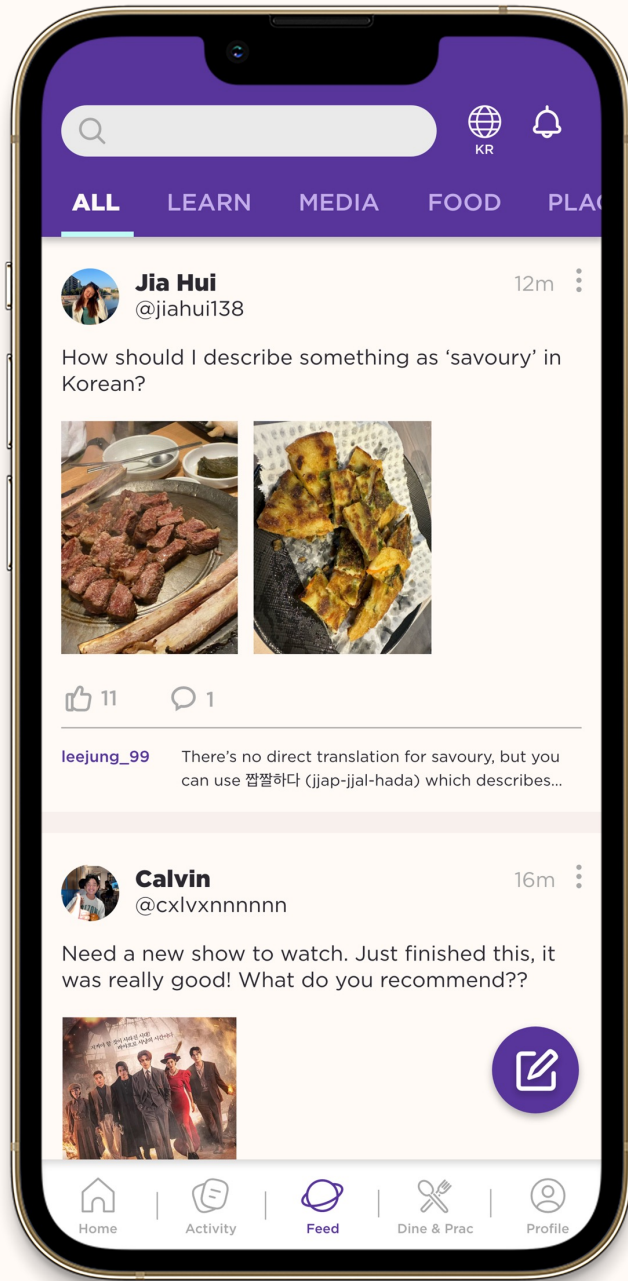 KR
ALL LEARN MEDIA FOOD PLAC
Jia Hui
12m
@jiahui138
How should I describe something as ‘savoury’ in
Korean?
11
1
leejung_99
There’s no direct translation for savoury, but you
can use 짭짤하다 (jjap-jjal-hada) which describes...
Calvin
16m
@cxlvxnnnnnn
Need a new show to watch. Just finished this, it
was really good! What do you recommend??
Home
Activity
Feed
Dine & Prac
Profile